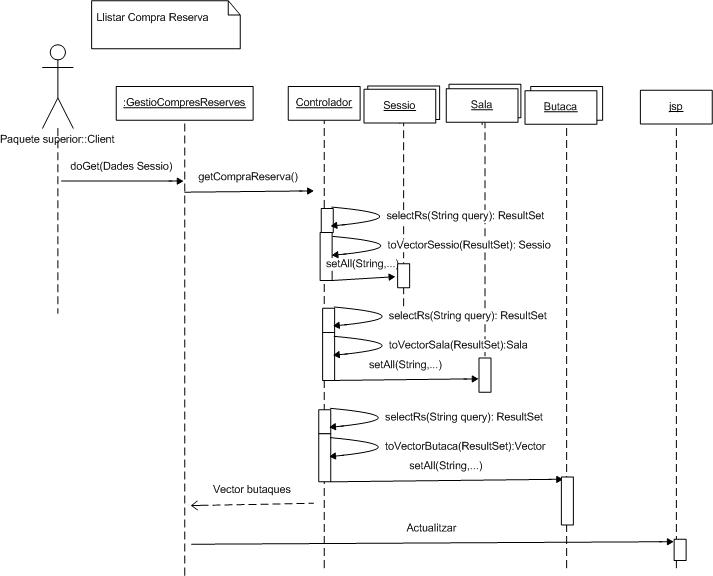 Llistar Compra Reserva
:GestioCompresReserves
Controlador
Sessio
Sala
Butaca
jsp
Paquete superior::Client
doGet(Dades Sessio)
getCompraReserva()
selectRs(String query): ResultSet
toVectorSessio(ResultSet): Sessio
setAll(String,...)
selectRs(String query): ResultSet
toVectorSala(ResultSet):Sala
setAll(String,...)
selectRs(String query): ResultSet
toVectorButaca(ResultSet):Vector
setAll(String,...)
Vector butaques
Actualitzar